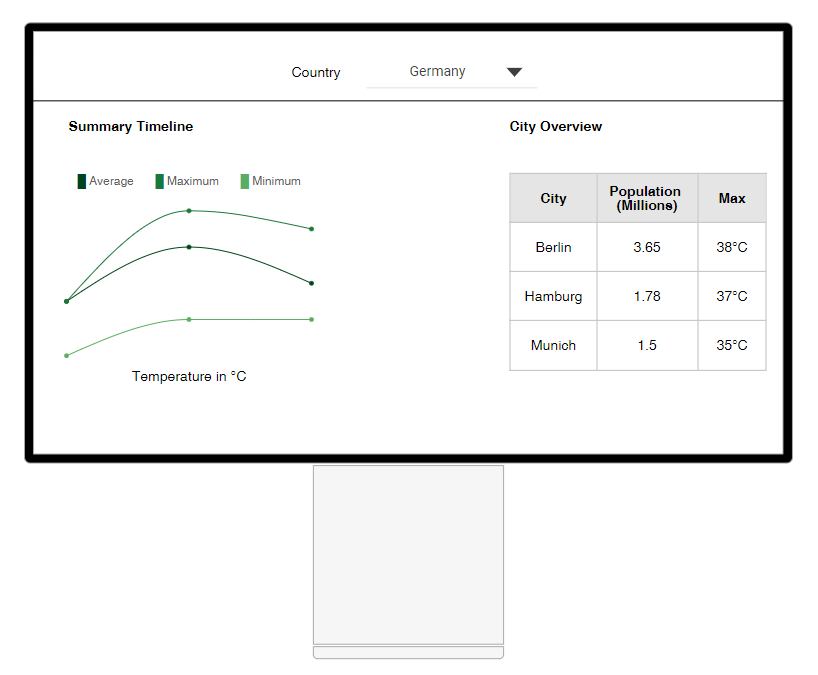 Country Germany
Summary Timeline
Average Maximum Minimum
Temperature in °C
City Overview
City Population (Millions) Max
Berlin 3.65 38°C
Hamburg 1.78 37°C
Munich 1.5 35°C